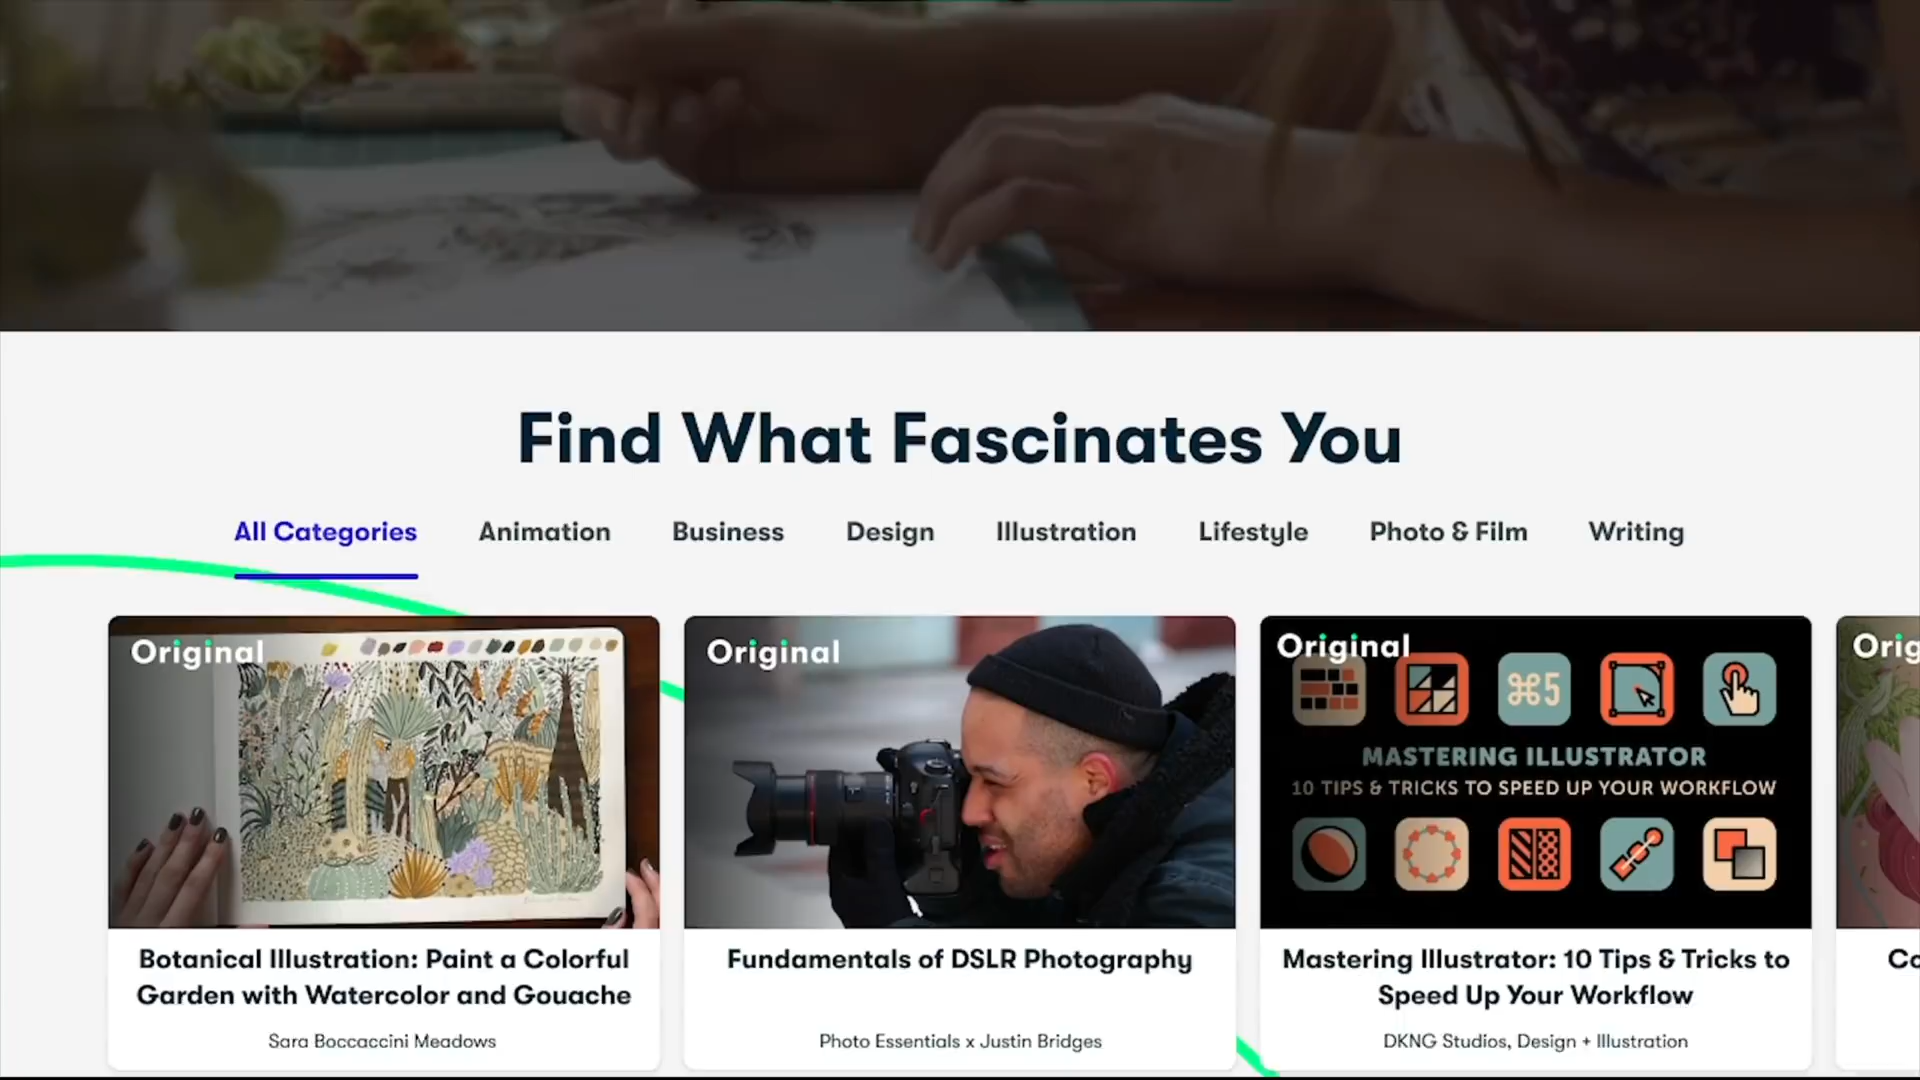 Find What Fascinates You
All Categories Animation Business Design Illustration Lifestyle Photo & Film Writing
Original
Botanical Illustration: Paint a Colorful
Garden with Watercolor and Gouache
Sara Boccaccini Meadows
Original
Fundamentals of DSLR Photography
Photo Essentials x Justin Bridges
Original
⌘5
MASTERING ILLUSTRATOR
10 TIPS & TRICKS TO SPEED UP YOUR WORKFLOW
Mastering Illustrator: 10 Tips & Tricks to
Speed Up Your Workflow
DKNG Studios, Design + Illustration
Orig
Co